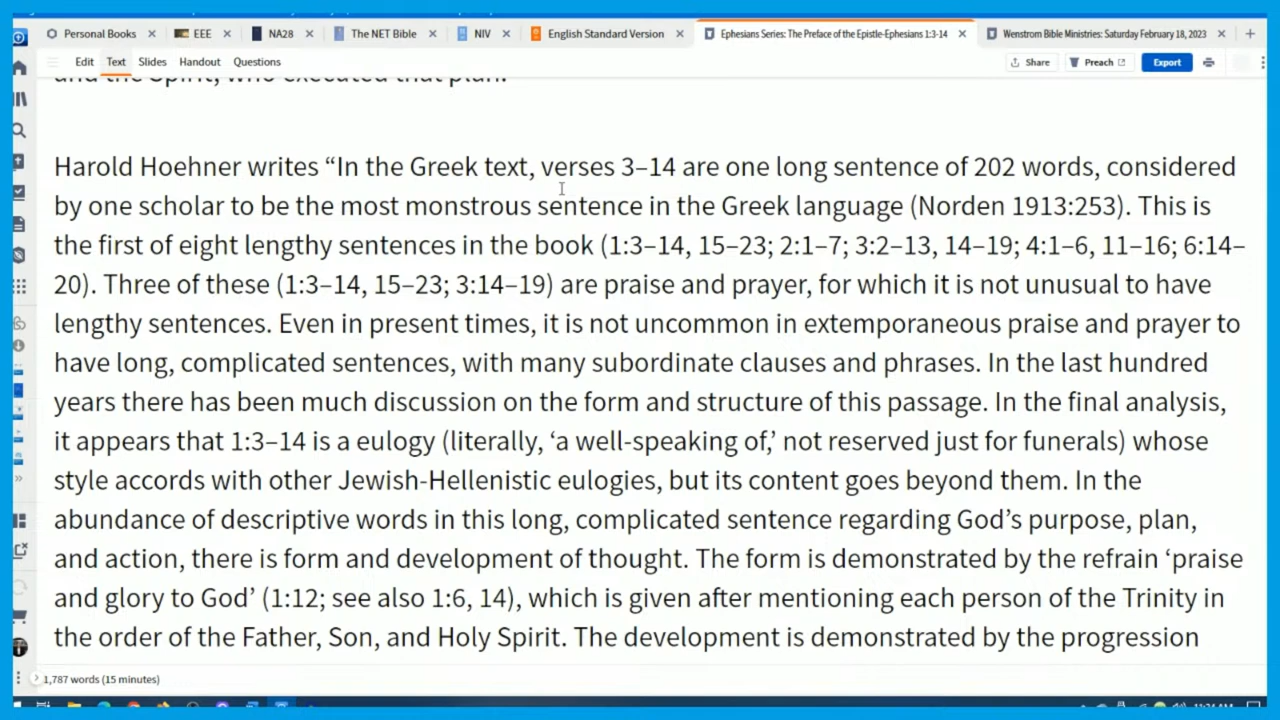 Personal Books
EEE
NA28
The NET Bible
NIV
English Standard Version
Ephesians Series: The Preface of the Epistle-Ephesians 1:3-14
Wenstrom Bible Ministries: Saturday February 18, 2023
Edit
Text
Slides
Handout
Questions
Share
Preach
Export
and the Spirit, who executed that plan.
Harold Hoehner writes “In the Greek text, verses 3–14 are one long sentence of 202 words, considered
by one scholar to be the most monstrous sentence in the Greek language (Norden 1913:253). This is
the first of eight lengthy sentences in the book (1:3–14, 15–23; 2:1–7; 3:2–13, 14–19; 4:1–6, 11–16; 6:14–
20). Three of these (1:3–14, 15–23; 3:14–19) are praise and prayer, for which it is not unusual to have
lengthy sentences. Even in present times, it is not uncommon in extemporaneous praise and prayer to
have long, complicated sentences, with many subordinate clauses and phrases. In the last hundred
years there has been much discussion on the form and structure of this passage. In the final analysis,
it appears that 1:3–14 is a eulogy (literally, ‘a well-speaking of,’ not reserved just for funerals) whose
style accords with other Jewish-Hellenistic eulogies, but its content goes beyond them. In the
abundance of descriptive words in this long, complicated sentence regarding God’s purpose, plan,
and action, there is form and development of thought. The form is demonstrated by the refrain ‘praise
and glory to God’ (1:12; see also 1:6, 14), which is given after mentioning each person of the Trinity in
the order of the Father, Son, and Holy Spirit. The development is demonstrated by the progression
1,787 words (15 minutes)